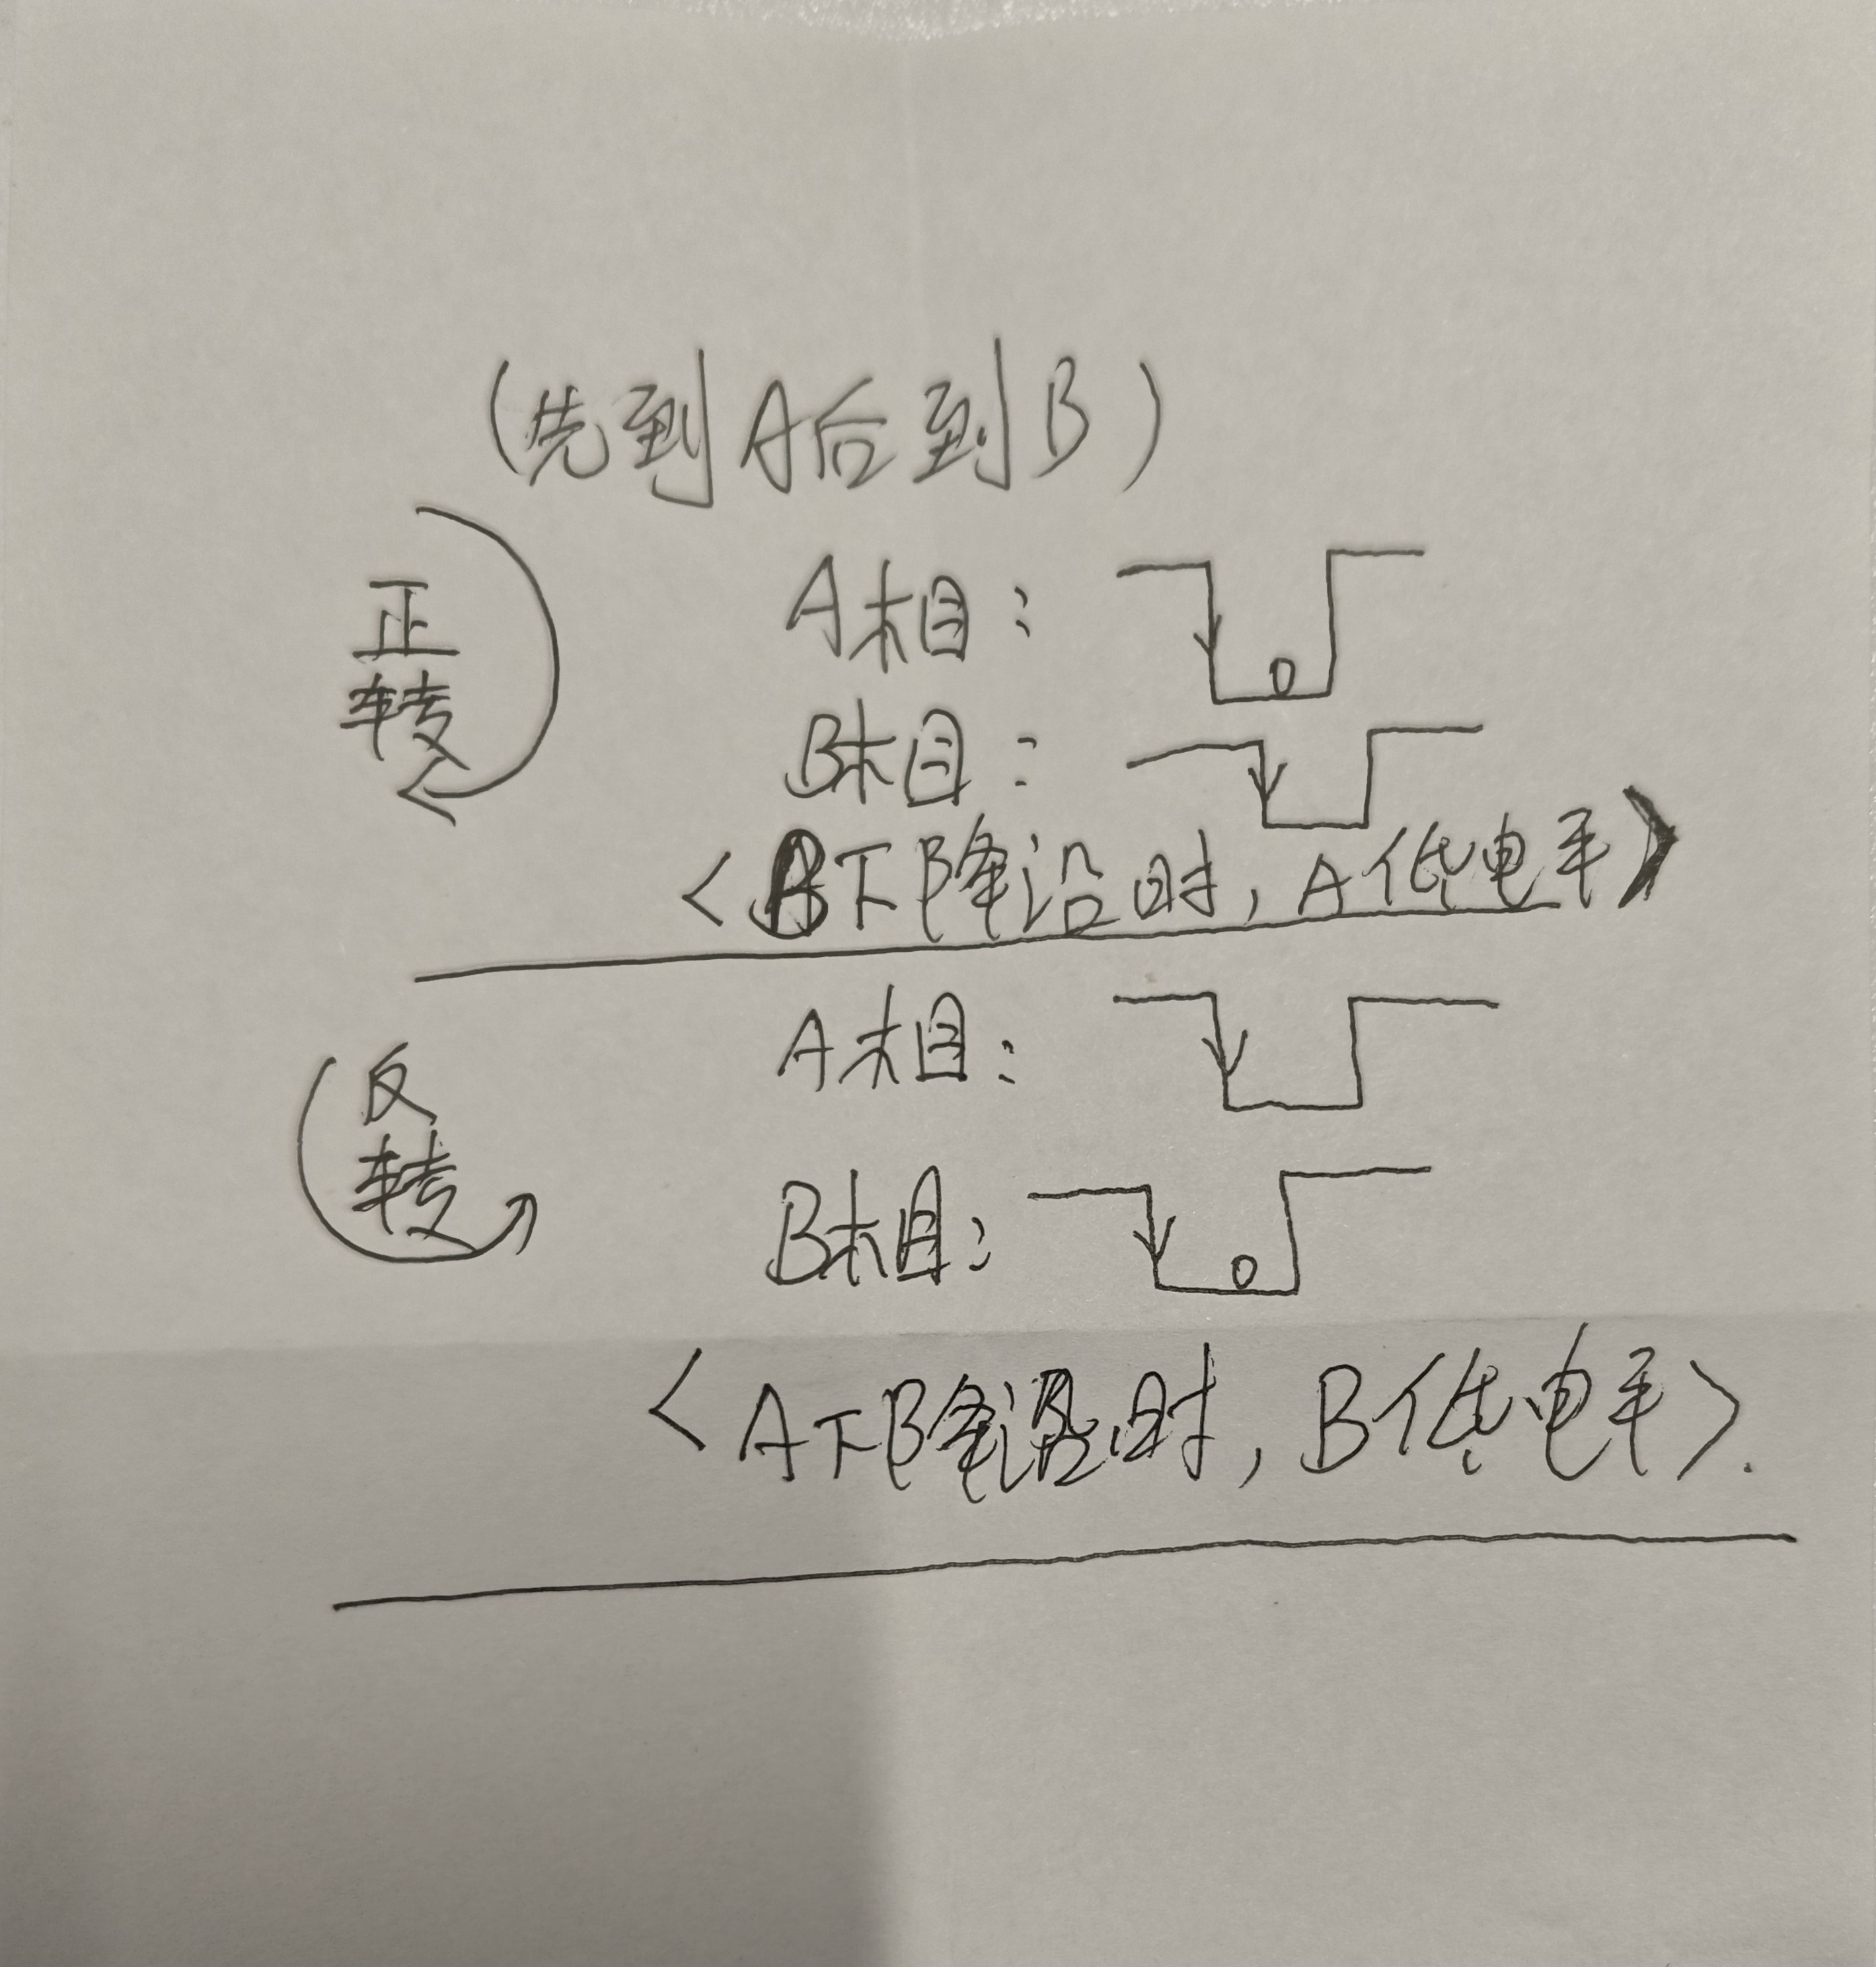 (先到A后到B)
正
转
A相：
0
B相：
<B下降沿时, A低电平>
反
转
A相：
B相：
0
<A下降沿时, B低电平>.